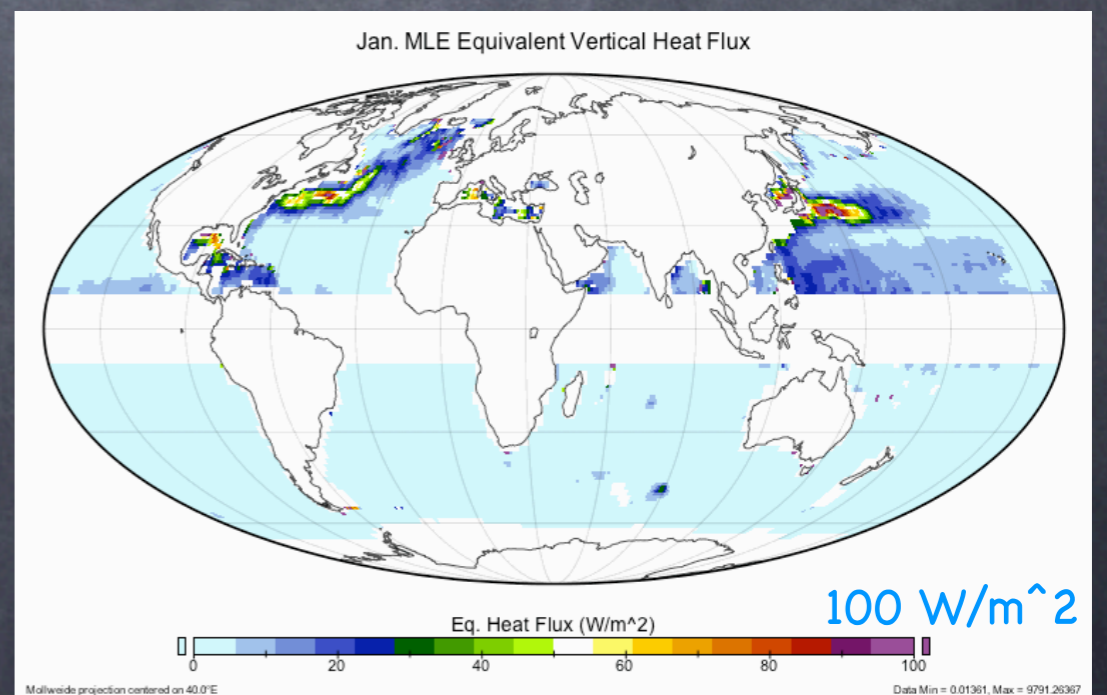 Jan. MLE Equivalent Vertical Heat Flux
100 W/m^2
Eq. Heat Flux (W/m^2)
0 20 40 60 80 100
Mollweide projection centered on 40.0°E
Data Min = 0.01361, Max = 9791.26367